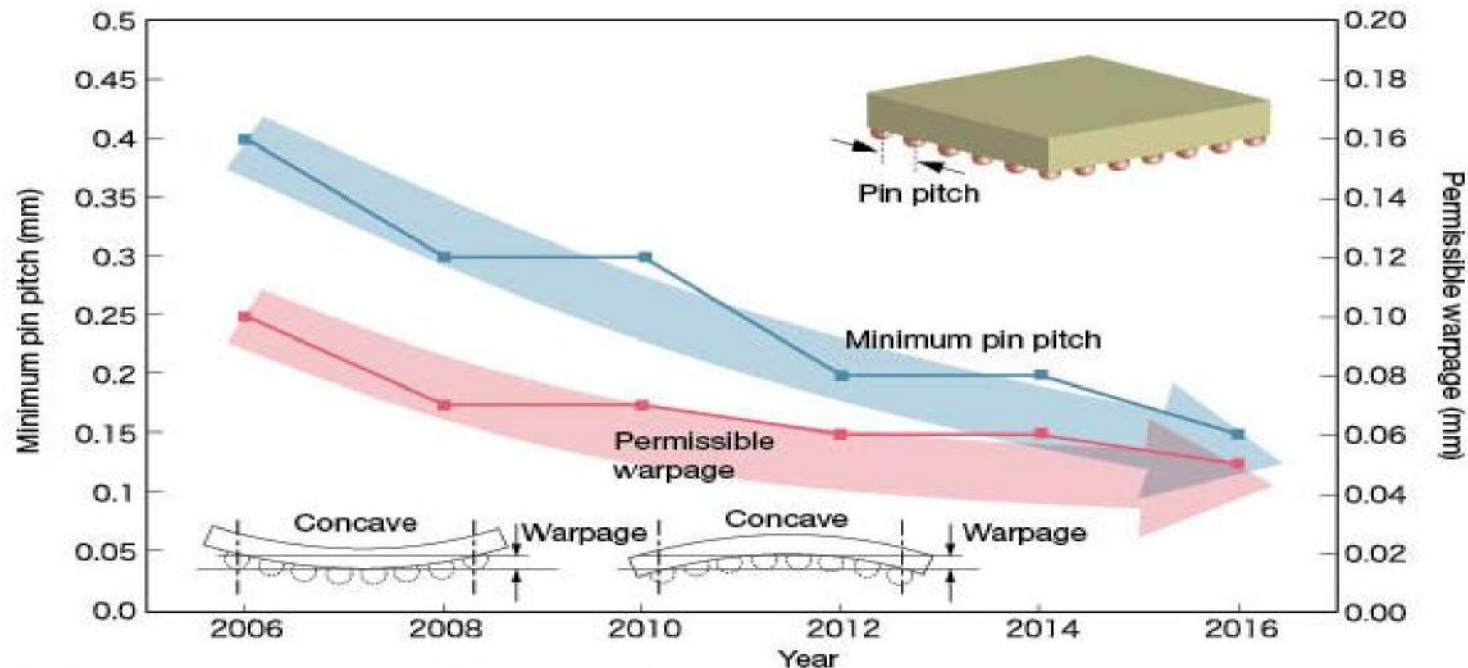 0.5
0.45
0.4
0.35
0.3
0.25
0.2
0.15
0.1
0.05
0.0
Minimum pin pitch (mm)
0.20
0.18
0.16
0.14
0.12
0.10
0.08
0.06
0.04
0.02
0.00
Permissible warpage (mm)
Pin pitch
Minimum pin pitch
Permissible
warpage
Concave
Warpage
Concave
Warpage
2006
2008
2010
2012
2014
2016
Year